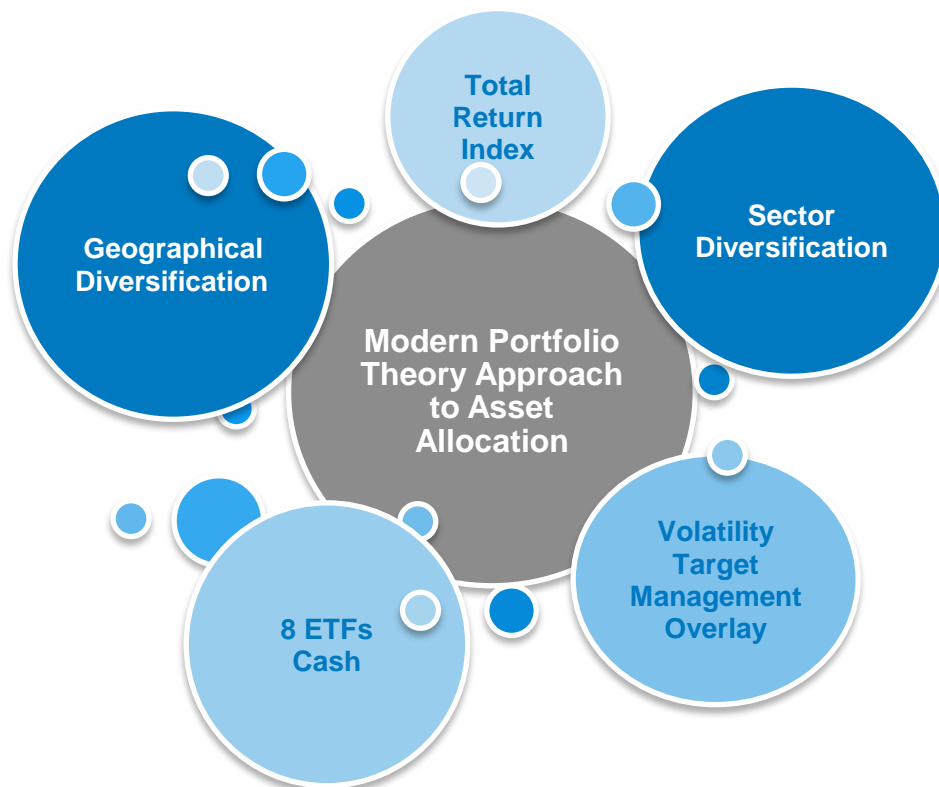 Total
Return
Index
Geographical
Diversification
Sector
Diversification
Modern Portfolio
Theory Approach
to Asset
Allocation
Volatility
Target
Management
Overlay
8 ETFs
Cash